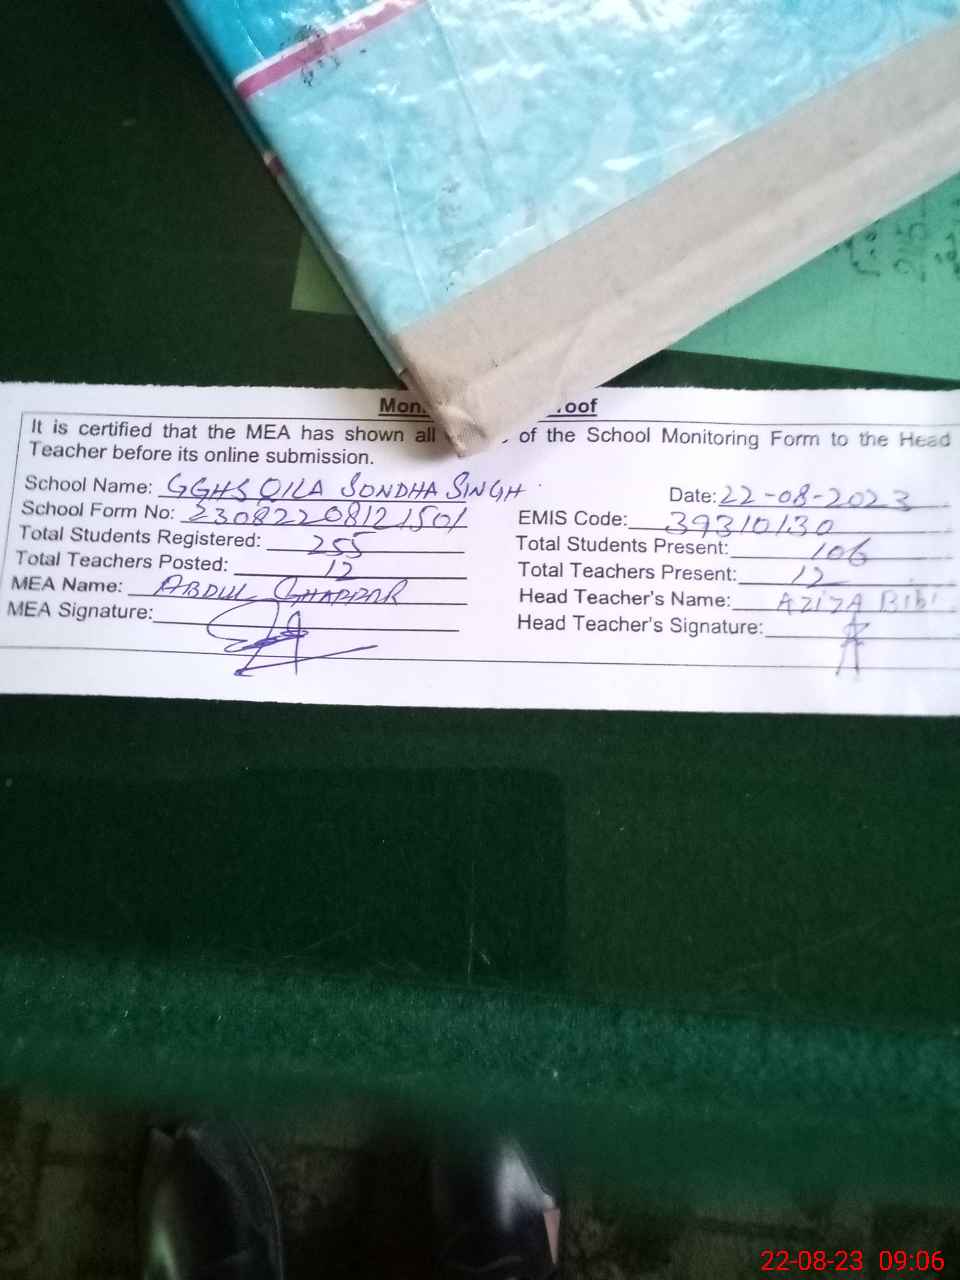 Mon. roof
It is certified that the MEA has shown all of the School Monitoring Form to the Head
Teacher before its online submission.
School Name: GGHS QILA SONDHA SINGH Date: 22-08-2023
School Form No: 23082208121501 EMIS Code: 39310130
Total Students Registered: 255 Total Students Present: 106
Total Teachers Posted: 12 Total Teachers Present: 12
MEA Name: ABDUL GHAFFAR Head Teacher's Name: AZIZA BIBI
MEA Signature: Head Teacher's Signature:
22-08-23 09:06